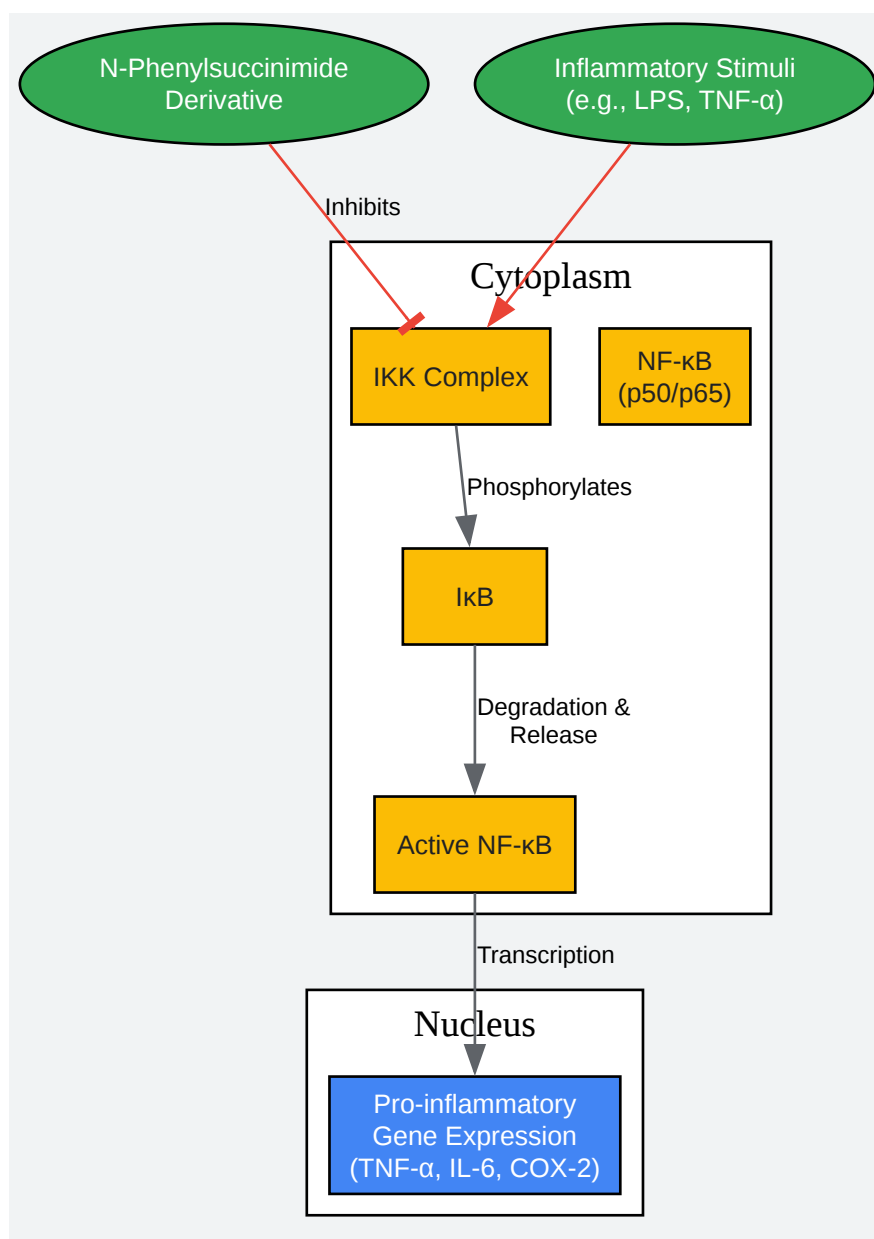 N-Phenylsuccinimide
Derivative
Inflammatory Stimuli
(e.g., LPS, TNF-α)
Inhibits
Cytoplasm
IKK Complex
NF-κB
(p50/p65)
Phosphorylates
IκB
Degradation &
Release
Active NF-κB
Transcription
Nucleus
Pro-inflammatory
Gene Expression
(TNF-α, IL-6, COX-2)